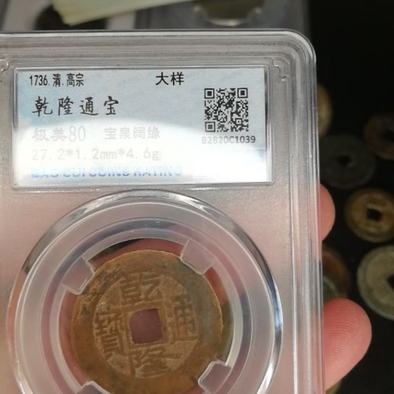 1736.清.高宗 大样
乾隆通宝
极美80 宝泉阔缘
27.2*1.2mm*4.6g
82820C1039
乾隆通寶